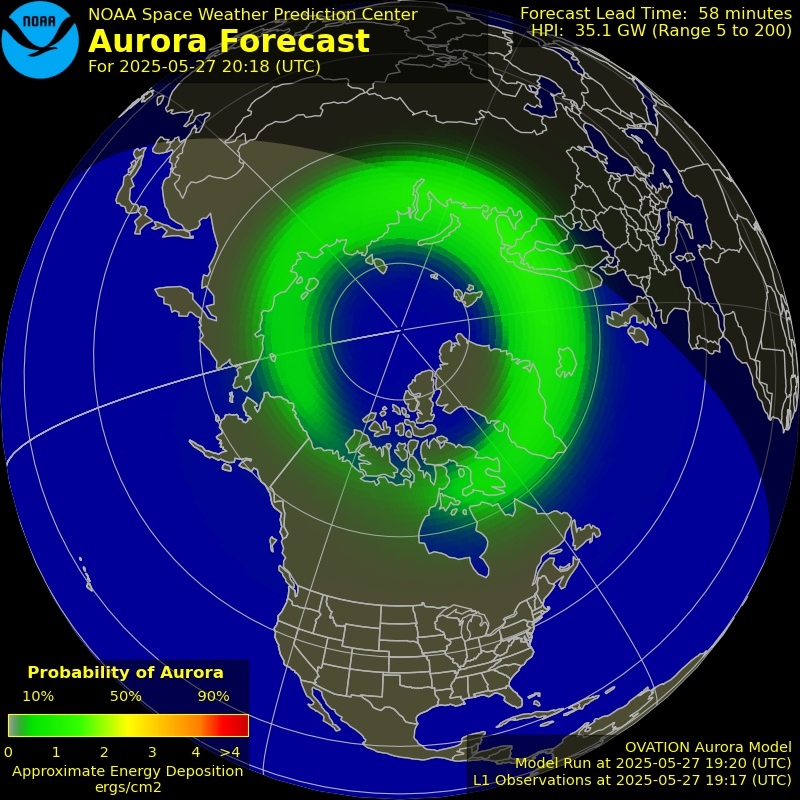 NOAA
NOAA Space Weather Prediction Center
Aurora Forecast
For 2025-05-27 20:18 (UTC)
Forecast Lead Time: 58 minutes
HPI: 35.1 GW (Range 5 to 200)
Probability of Aurora
10% 50% 90%
0 1 2 3 4 >4
Approximate Energy Deposition
ergs/cm2
OVATION Aurora Model
Model Run at 2025-05-27 19:20 (UTC)
L1 Observations at 2025-05-27 19:17 (UTC)